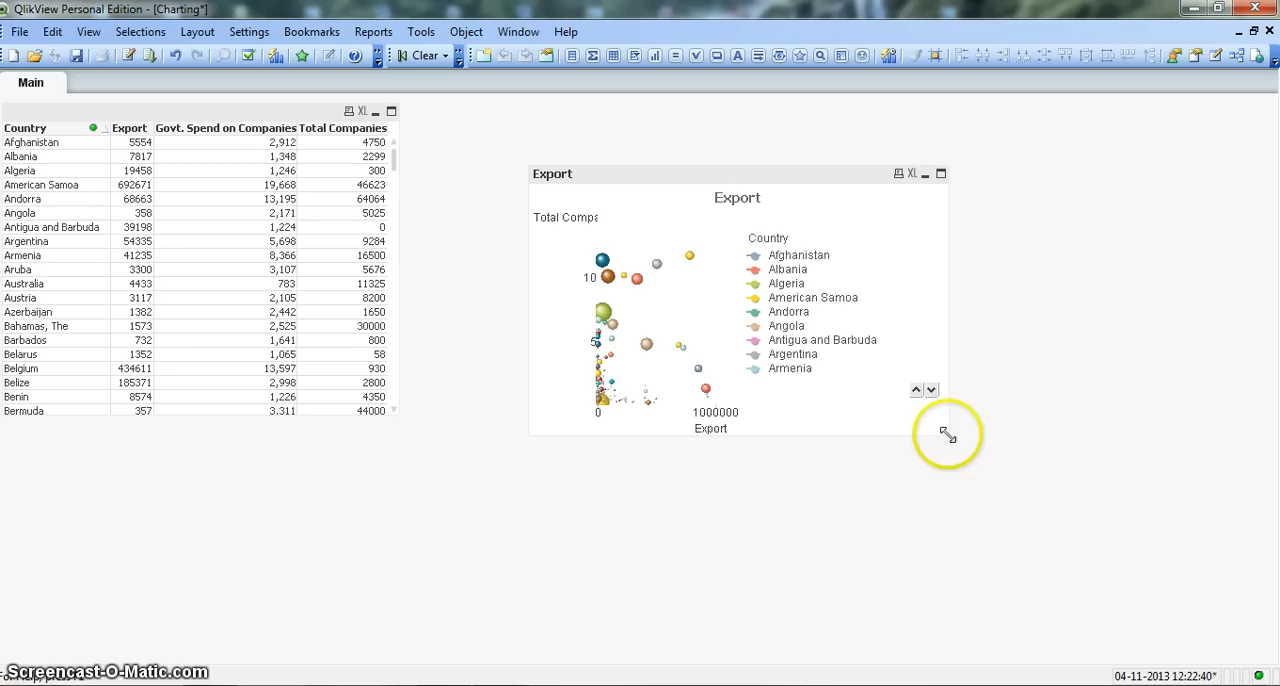 QlikView Personal Edition - [Charting*]
File Edit View Selections Layout Settings Bookmarks Reports Tools Object Window Help
Clear
Main
XL
Country Export Govt. Spend on Companies Total Companies
Afghanistan 5554 2,912 4750
Albania 7817 1,348 2299
Algeria 19458 1,246 300
American Samoa 692671 19,668 46623
Andorra 68663 13,195 64064
Angola 358 2,171 5025
Antigua and Barbuda 39198 1,224 0
Argentina 54335 5,698 9284
Armenia 41235 8,366 16500
Aruba 3300 3,107 5676
Australia 4433 783 11325
Austria 3117 2,105 8200
Azerbaijan 1382 2,442 1650
Bahamas, The 1573 2,525 30000
Barbados 732 1,641 800
Belarus 1352 1,065 58
Belgium 434611 13,597 930
Belize 185371 2,998 2800
Benin 8574 1,226 4350
Bermuda 357 3,311 44000
Export XL
Export
Total Compa
10
5
0 1000000
Export
Country
Afghanistan
Albania
Algeria
American Samoa
Andorra
Angola
Antigua and Barbuda
Argentina
Armenia
Screencast-O-Matic.com
04-11-2013 12:22:40*